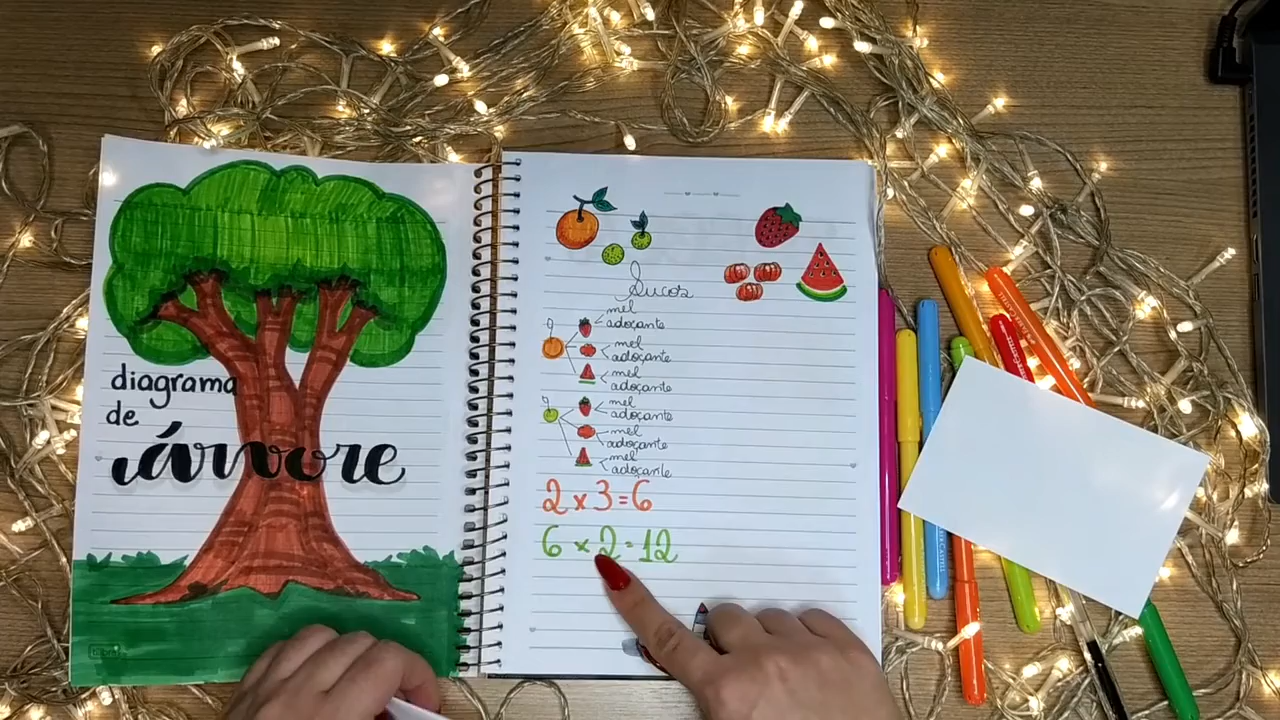 diagrama
de
árvore
Sucos
mel
adoçante
mel
adoçante
mel
adoçante
mel
adoçante
mel
adoçante
mel
adoçante
2 x 3 = 6
6 x 2 = 12